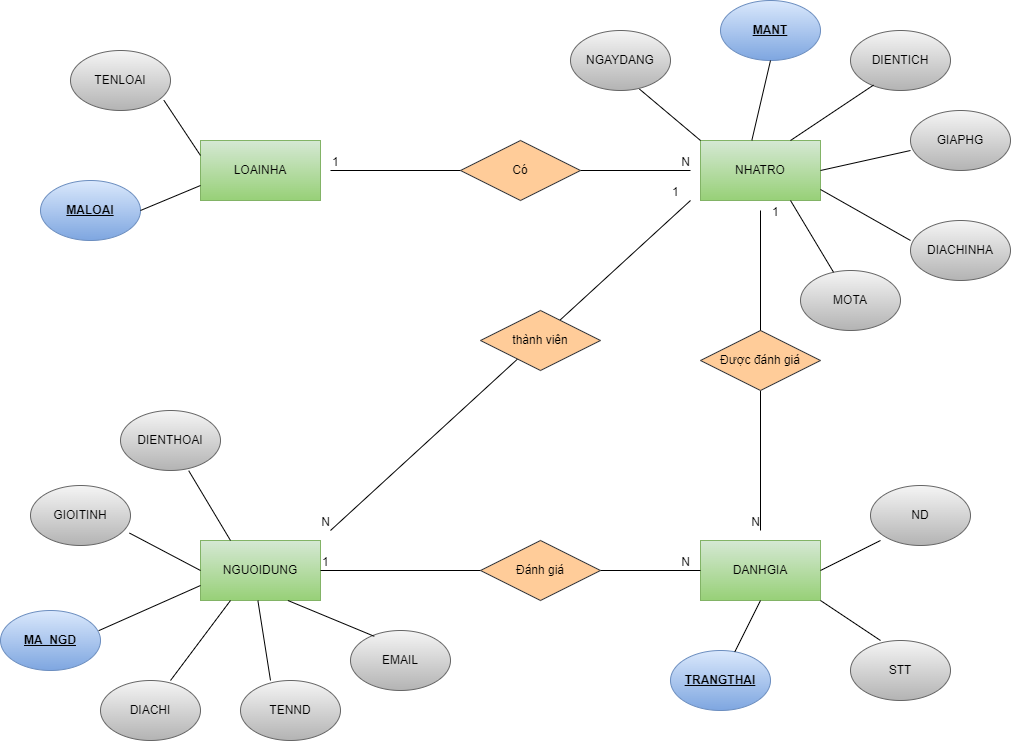 MANT
NGAYDANG
DIENTICH
TENLOAI
GIAPHG
LOAINHA
1
Có
N
NHATRO
MALOAI
1
1
DIACHINHA
MOTA
thành viên
Được đánh giá
DIENTHOAI
GIOITINH
N
N
ND
NGUOIDUNG
1
Đánh giá
N
DANHGIA
MA_NGD
EMAIL
TRANGTHAI
STT
DIACHI
TENND